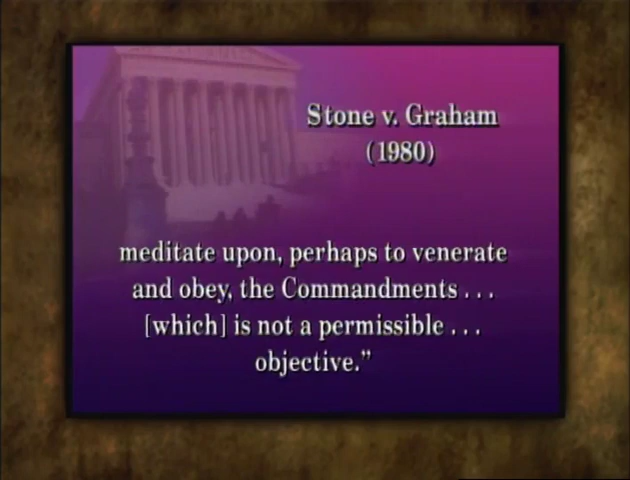 Stone v. Graham
(1980)
meditate upon, perhaps to venerate
and obey, the Commandments . . .
[which] is not a permissible . . .
objective.”